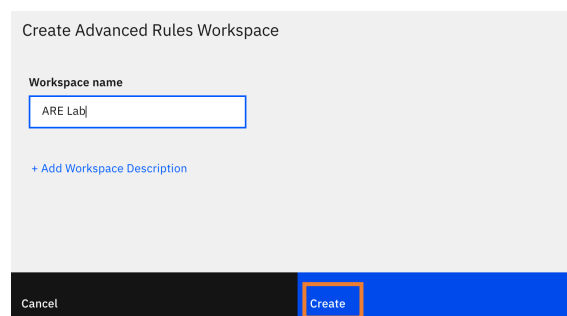 Create Advanced Rules Workspace
Workspace name
ARE Lab
+ Add Workspace Description
Cancel
Create